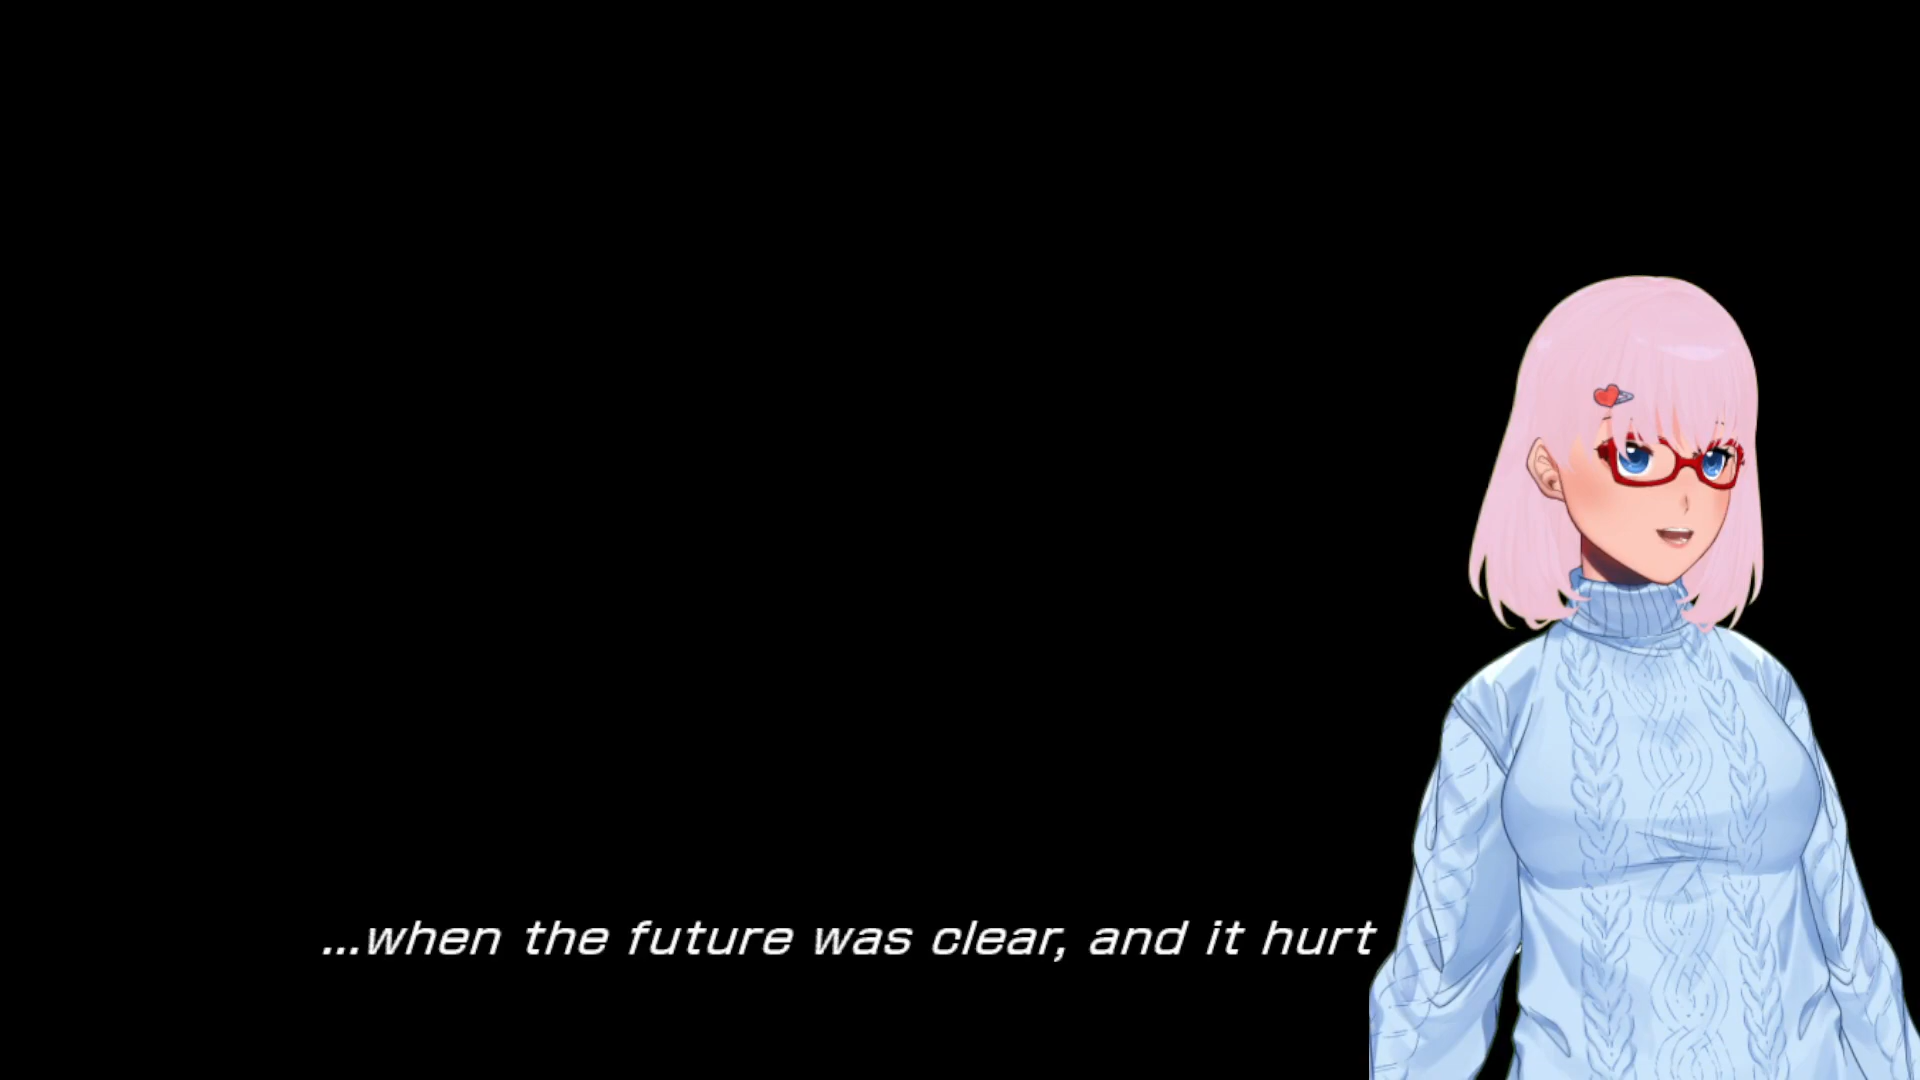 ...when the future was clear, and it hurt